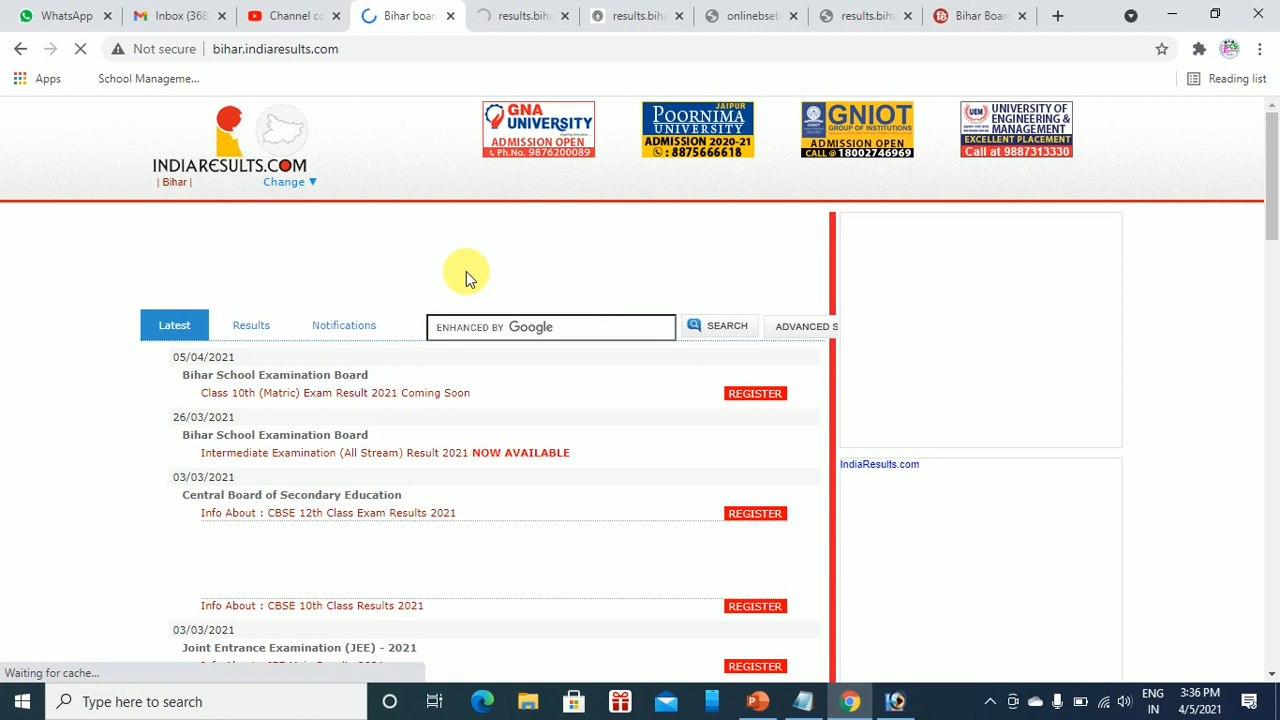 WhatsApp
Inbox (368
Channel co
Bihar board
results.biha
results.biha
onlinebseb
results.biha
Bihar Board
Not secure
bihar.indiaresults.com
Apps
School Manageme...
Reading list
GNA
UNIVERSITY
ADMISSION OPEN
Ph.No. 9876200089
JAIPUR
POORNIMA
UNIVERSITY
ADMISSION 2020-21
: 8875666618
GNIOT
GROUP OF INSTITUTIONS
ADMISSION OPEN
CALL @ 18002746969
UEM
UNIVERSITY OF
ENGINEERING &
MANAGEMENT
EXCELLENT PLACEMENT
Call at 9887313330
INDIARESULTS.COM
| Bihar |
Change ▼
Latest
Results
Notifications
ENHANCED BY Google
SEARCH
ADVANCED S
05/04/2021
Bihar School Examination Board
Class 10th (Matric) Exam Result 2021 Coming Soon
REGISTER
26/03/2021
Bihar School Examination Board
Intermediate Examination (All Stream) Result 2021 NOW AVAILABLE
03/03/2021
Central Board of Secondary Education
Info About : CBSE 12th Class Exam Results 2021
REGISTER
Info About : CBSE 10th Class Results 2021
REGISTER
03/03/2021
Joint Entrance Examination (JEE) - 2021
REGISTER
IndiaResults.com
Waiting for cache...
Type here to search
ENG
IN
3:36 PM
4/5/2021